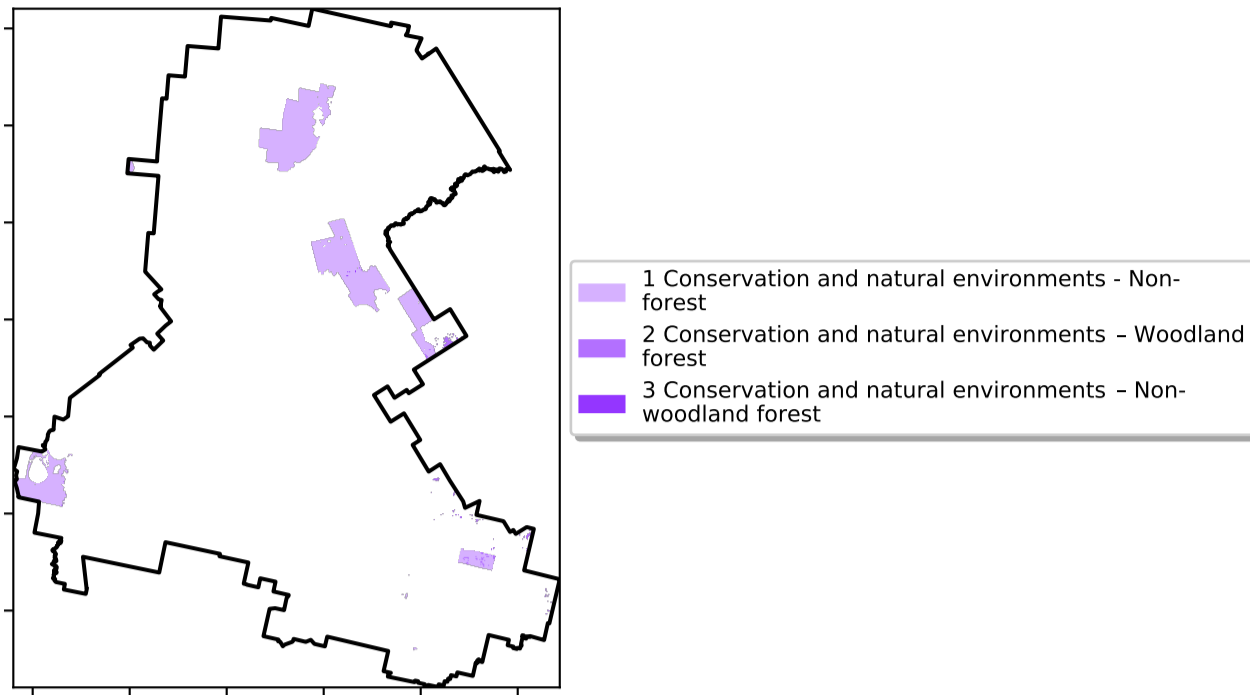 1 Conservation and natural environments - Non-
forest
2 Conservation and natural environments – Woodland
forest
3 Conservation and natural environments – Non-
woodland forest